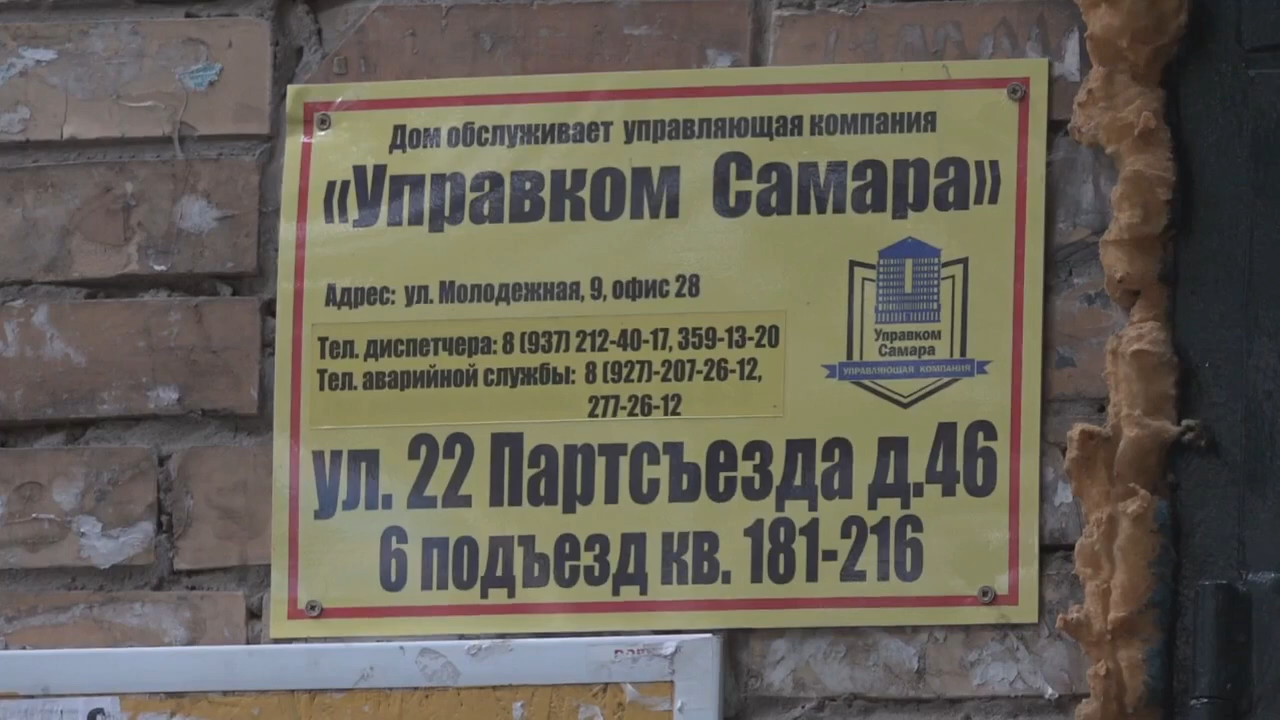 Дом обслуживает управляющая компания
«Управком Самара»
Адрес: ул. Молодежная, 9, офис 28
Тел. диспетчера: 8 (937) 212-40-17, 359-13-20
Тел. аварийной службы: 8 (927)-207-26-12,
277-26-12
Управком
Самара
УПРАВЛЯЮЩАЯ КОМПАНИЯ
ул. 22 Партсъезда д.46
6 подъезд кв. 181-216